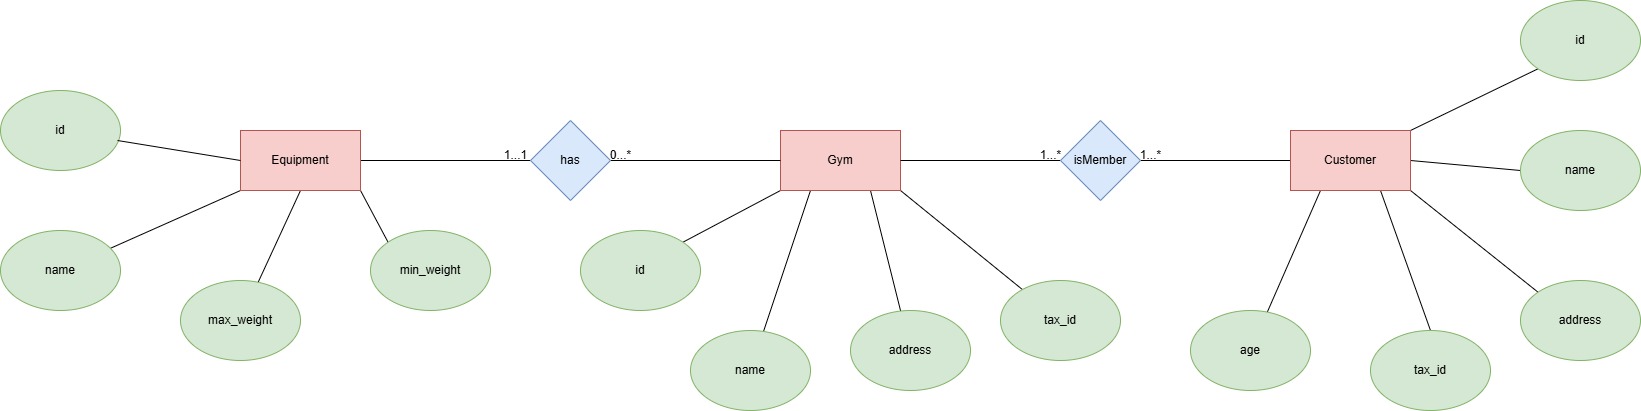 id
id
Equipment
1...1
has
0...*
Gym
1...*
isMember
1...*
Customer
name
name
max_weight
min_weight
id
name
address
tax_id
age
tax_id
address